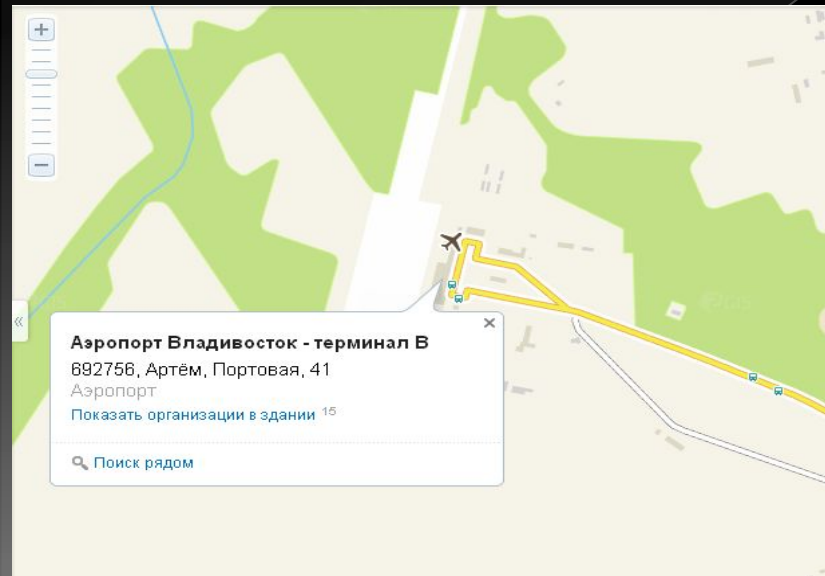 Аэропорт Владивосток - терминал B
692756, Артём, Портовая, 41
Аэропорт
Показать организации в здании 15
Поиск рядом